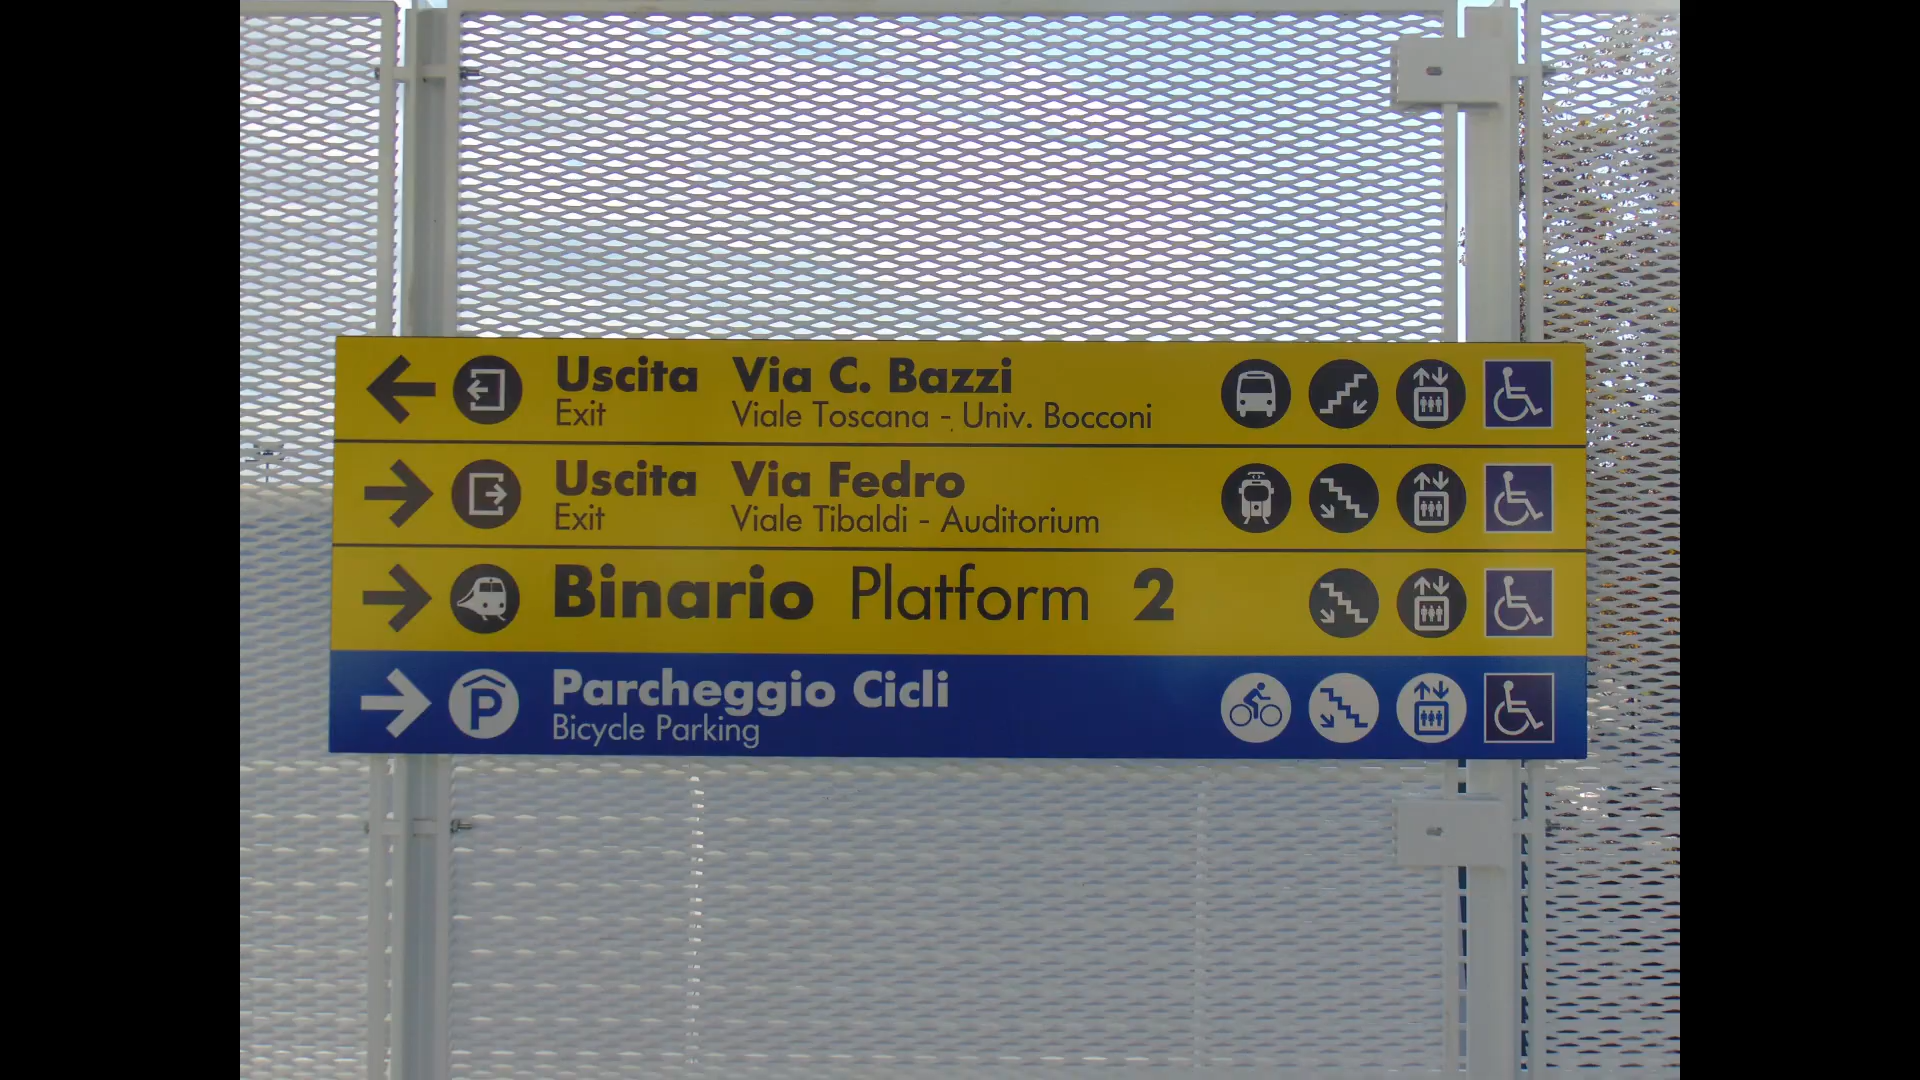 Uscita Via C. Bazzi
Exit Viale Toscana - Univ. Bocconi
Uscita Via Fedro
Exit Viale Tibaldi - Auditorium
Binario Platform 2
P Parcheggio Cicli
Bicycle Parking